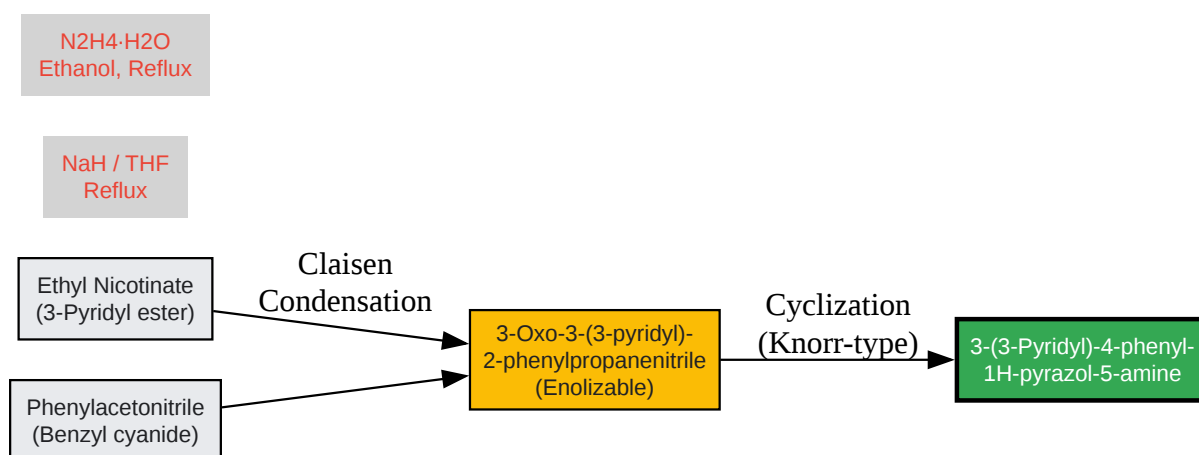 N2H4·H2O
Ethanol, Reflux
NaH / THF
Reflux
Ethyl Nicotinate
(3-Pyridyl ester)
Claisen
Condensation
Phenylacetonitrile
(Benzyl cyanide)
3-Oxo-3-(3-pyridyl)-
2-phenylpropanenitrile
(Enolizable)
Cyclization
(Knorr-type)
3-(3-Pyridyl)-4-phenyl-
1H-pyrazol-5-amine